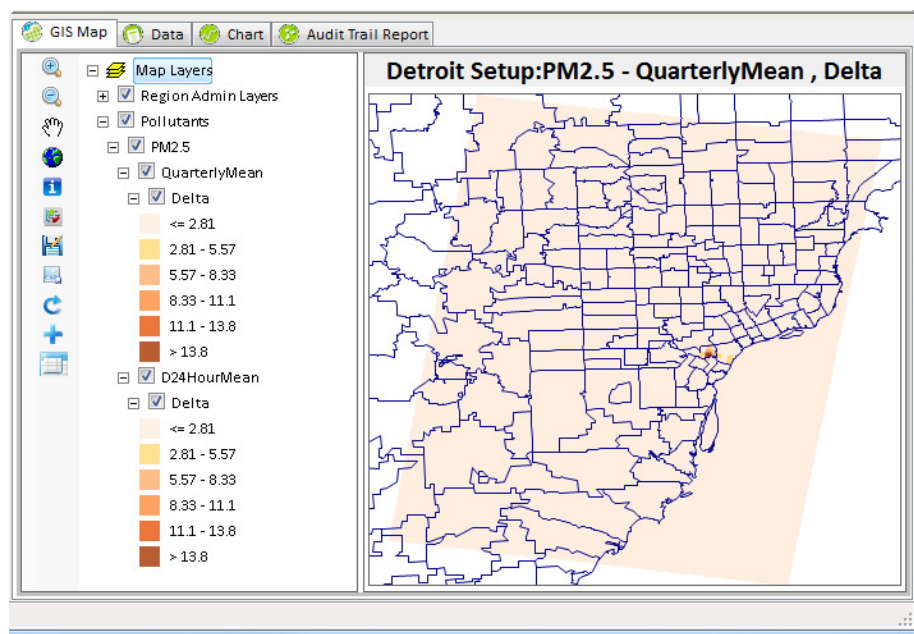 GIS Map
Data
Chart
Audit Trail Report
Map Layers
Region Admin Layers
Pollutants
PM2.5
QuarterlyMean
Delta
<= 2.81
2.81 - 5.57
5.57 - 8.33
8.33 - 11.1
11.1 - 13.8
> 13.8
D24HourMean
Delta
<= 2.81
2.81 - 5.57
5.57 - 8.33
8.33 - 11.1
11.1 - 13.8
> 13.8
Detroit Setup:PM2.5 - QuarterlyMean , Delta